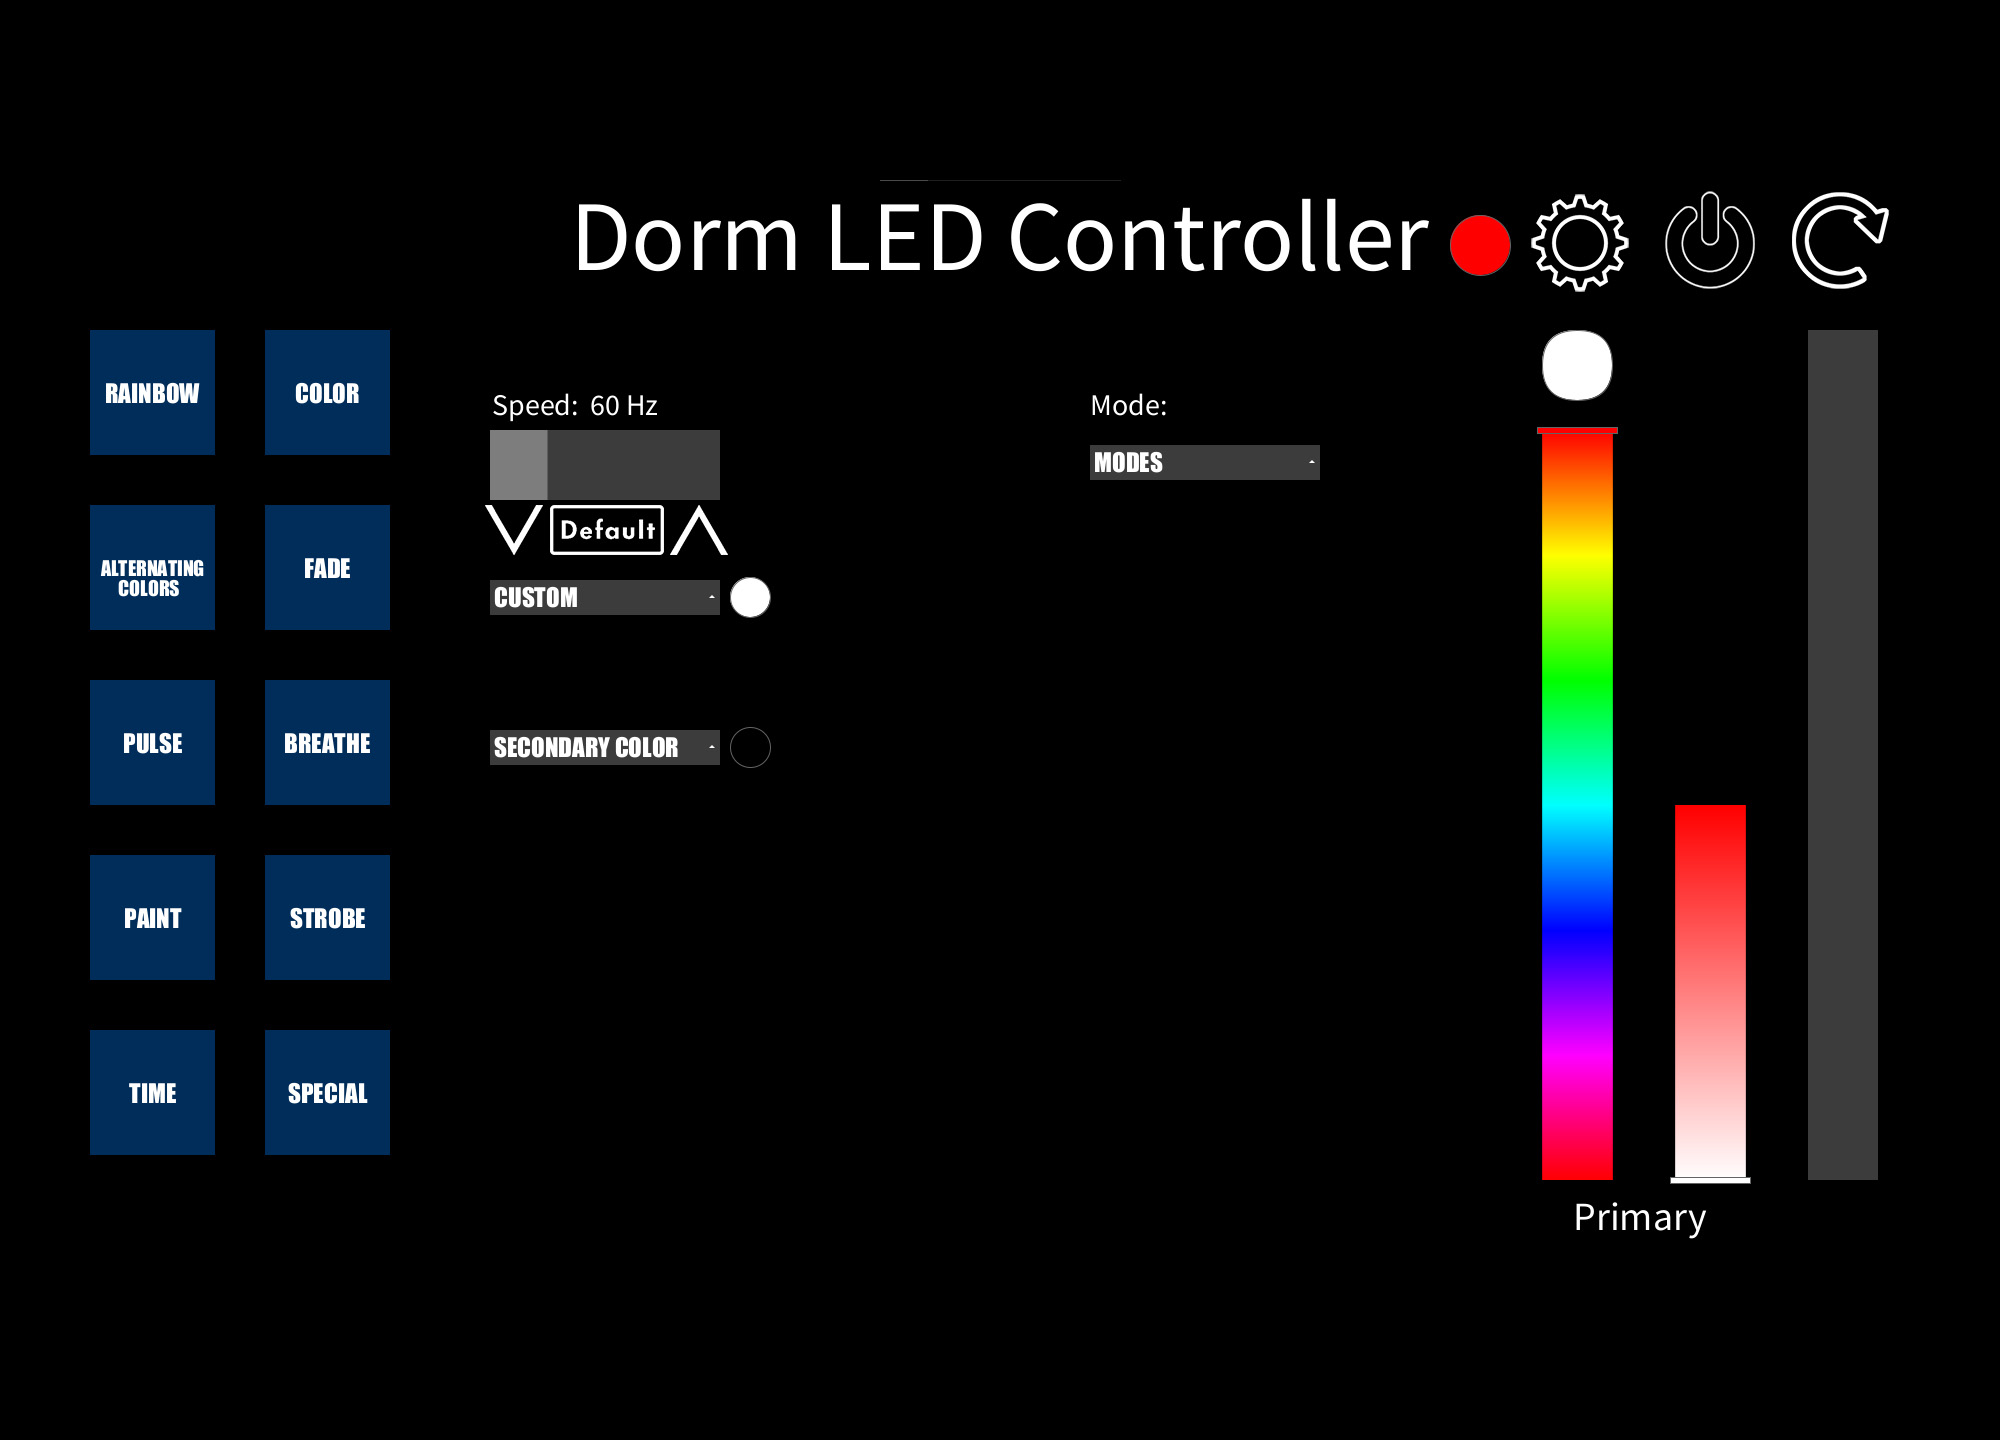 Dorm LED Controller
RAINBOW
COLOR
ALTERNATING
COLORS
FADE
PULSE
BREATHE
PAINT
STROBE
TIME
SPECIAL
Speed: 60 Hz
Default
CUSTOM
SECONDARY COLOR
Mode:
MODES
Primary